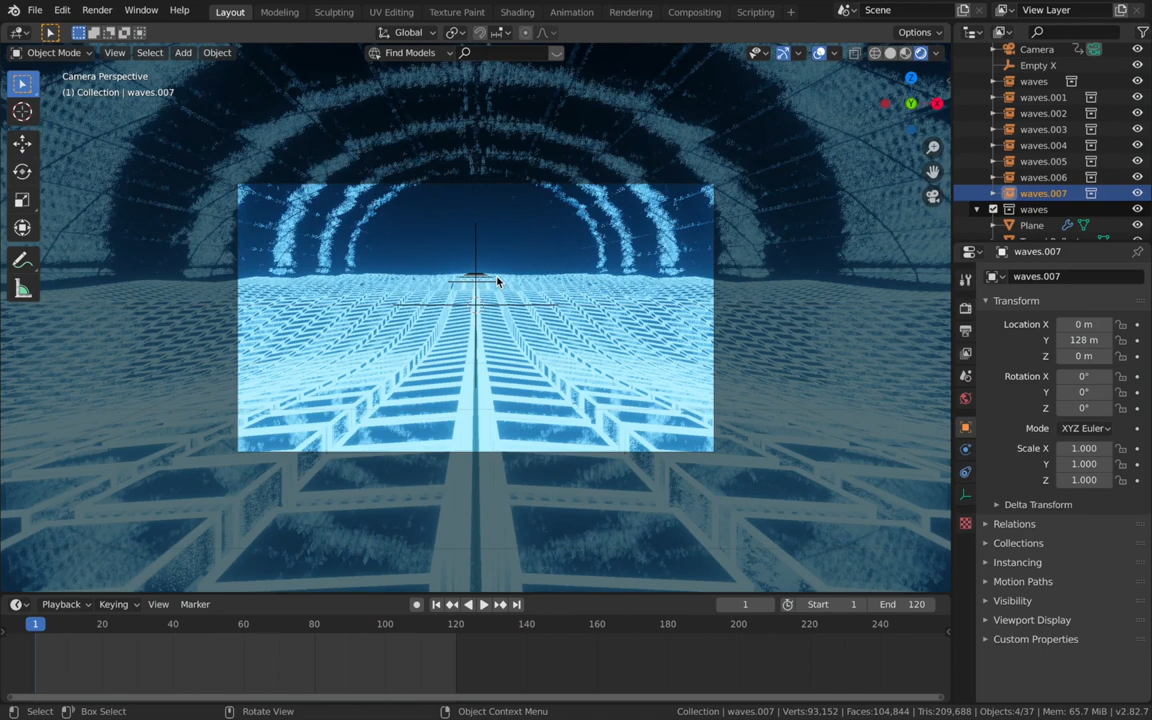 File Edit Render Window Help Layout Modeling Sculpting UV Editing Texture Paint Shading Animation Rendering Compositing Scripting + Scene View Layer
Global Options
Object Mode View Select Add Object Find Models
Camera Perspective
(1) Collection | waves.007
Z
Y
X
Camera
Empty X
waves
waves.001
waves.002
waves.003
waves.004
waves.005
waves.006
waves.007
waves
Plane
waves.007
waves.007
Transform
Location X 0 m
Y 128 m
Z 0 m
Rotation X 0°
Y 0°
Z 0°
Mode XYZ Euler
Scale X 1.000
Y 1.000
Z 1.000
Delta Transform
Relations
Collections
Instancing
Motion Paths
Visibility
Viewport Display
Custom Properties
Playback Keying View Marker 1 Start 1 End 120
1 20 40 60 80 100 120 140 160 180 200 220 240
Select Box Select Rotate View Object Context Menu Collection | waves.007 | Verts:93,152 | Faces:104,844 | Tris:209,688 | Objects:4/37 | Mem: 65.7 MiB | v2.82.7